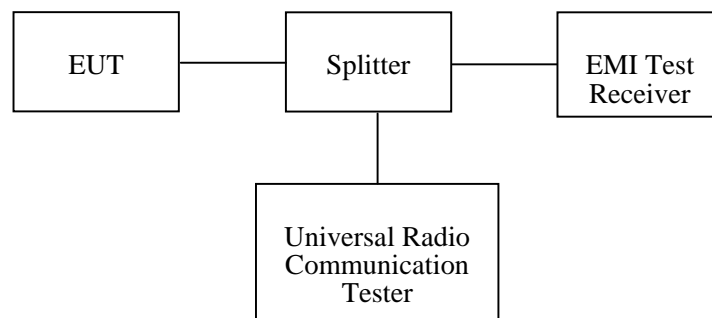 EUT
Splitter
EMI Test
Receiver
Universal Radio
Communication
Tester